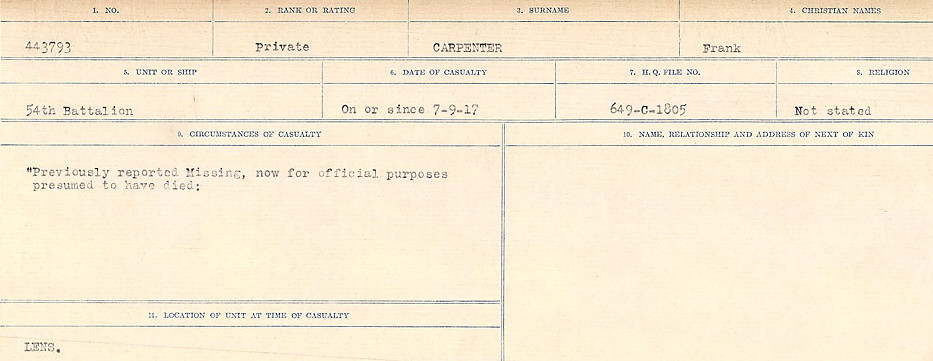 1. NO. 2. RANK OR RATING 3. SURNAME 4. CHRISTIAN NAMES
443793 Private CARPENTER Frank
5. UNIT OR SHIP 6. DATE OF CASUALTY 7. H. Q. FILE NO. 8. RELIGION
54th Battalion On or since 7-9-17 649-C-1805 Not stated
9. CIRCUMSTANCES OF CASUALTY
"Previously reported Missing, now for official purposes
presumed to have died:
10. NAME, RELATIONSHIP AND ADDRESS OF NEXT OF KIN
11. LOCATION OF UNIT AT TIME OF CASUALTY
LENS.